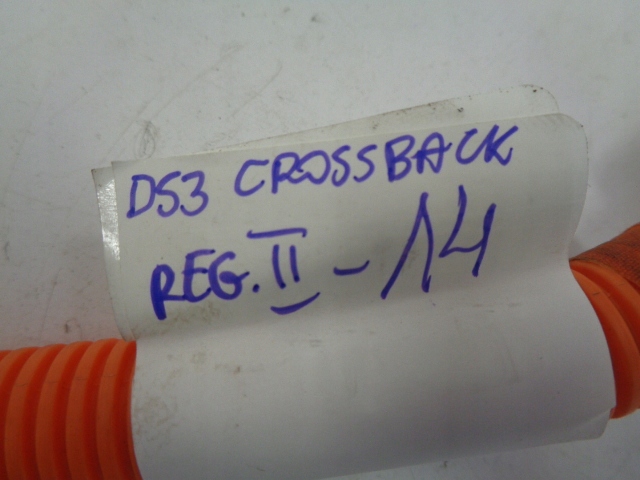 DS3 CROSSBACK
REG. II - 14